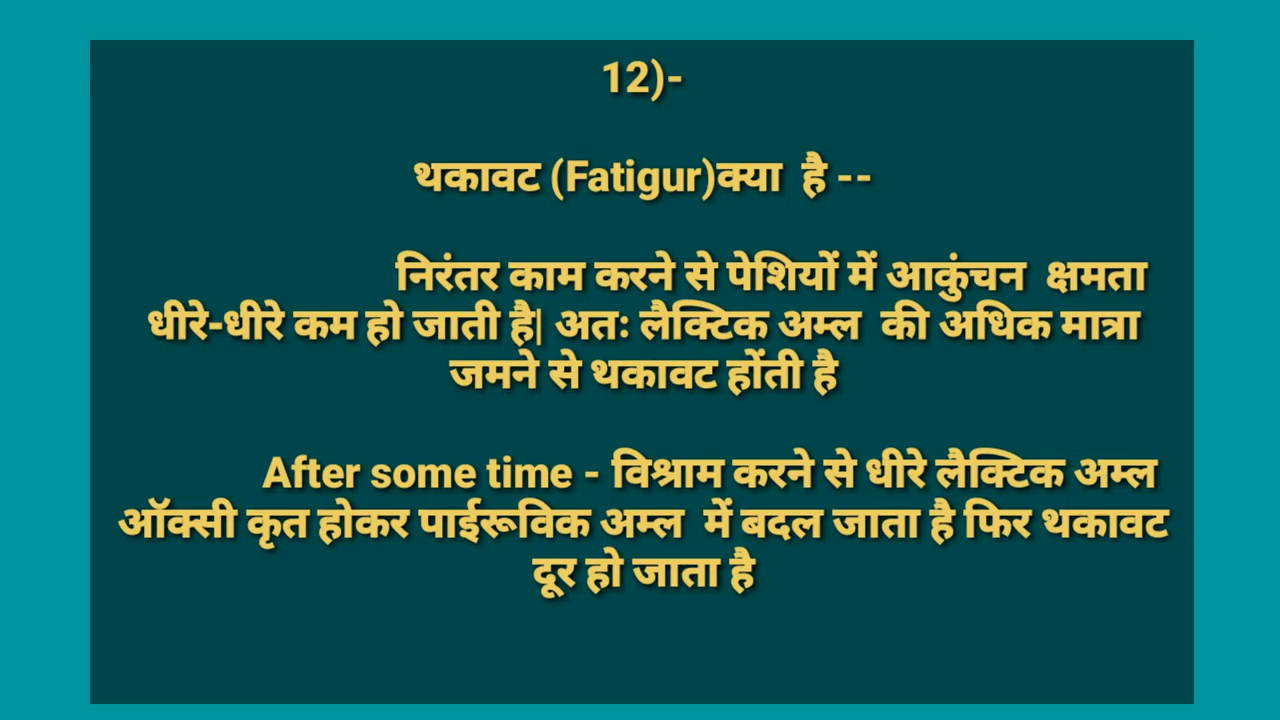 12)-
थकावट (Fatigur)क्या है --
निरंतर काम करने से पेशियों में आकुंचन क्षमता
धीरे-धीरे कम हो जाती है| अतः लैक्टिक अम्ल की अधिक मात्रा
जमने से थकावट होंती है
After some time - विश्राम करने से धीरे लैक्टिक अम्ल
ऑक्सी कृत होकर पाईरूविक अम्ल में बदल जाता है फिर थकावट
दूर हो जाता है